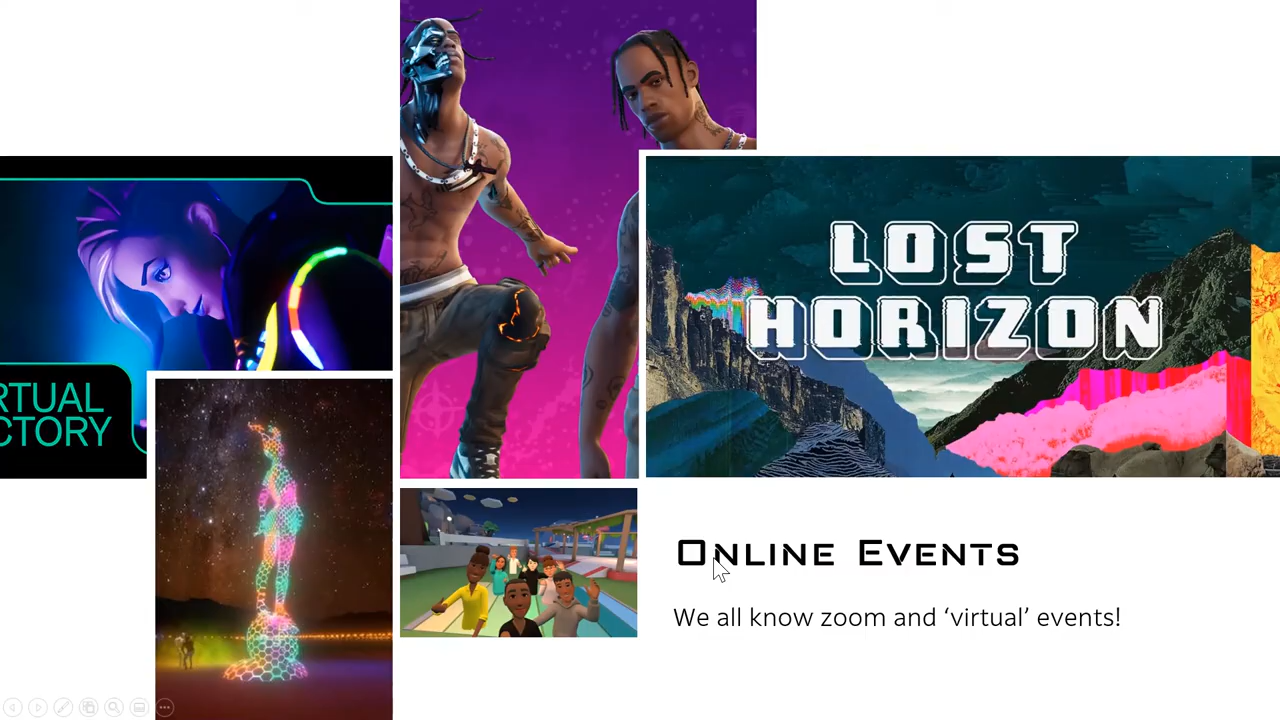 LOST
HORIZON
RTUAL
CTORY
Online Events
We all know zoom and ‘virtual’ events!